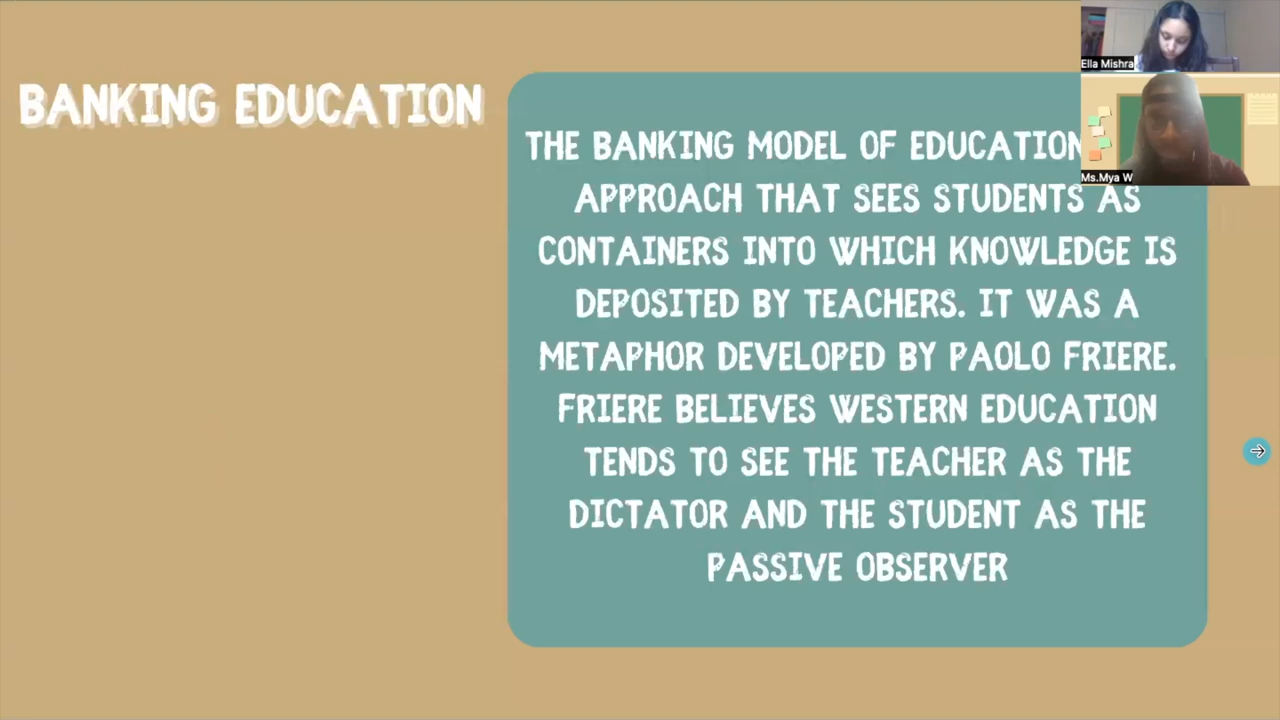 BANKING EDUCATION
THE BANKING MODEL OF EDUCATION
APPROACH THAT SEES STUDENTS AS
CONTAINERS INTO WHICH KNOWLEDGE IS
DEPOSITED BY TEACHERS. IT WAS A
METAPHOR DEVELOPED BY PAOLO FRIERE.
FRIERE BELIEVES WESTERN EDUCATION
TENDS TO SEE THE TEACHER AS THE
DICTATOR AND THE STUDENT AS THE
PASSIVE OBSERVER
Ella Mishra
Ms.Mya W